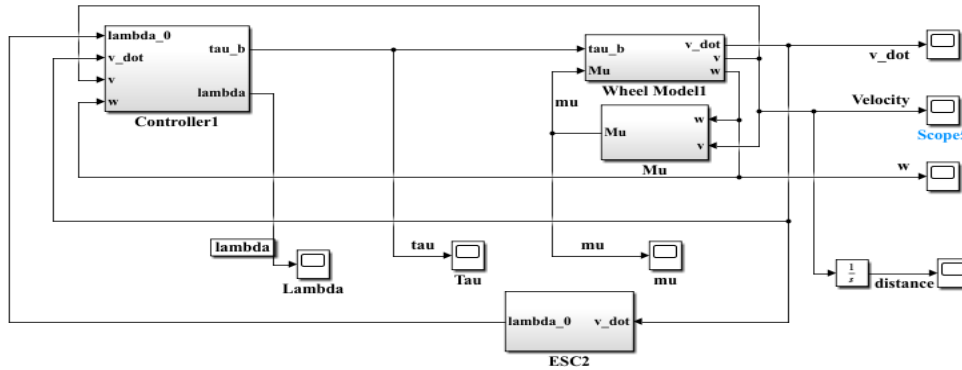 lambda_0
v_dot
v
w
tau_b
lambda
Controller1
tau_b
Mu
v_dot
v
w
Wheel Model1
mu
Mu
w
v
Mu
v_dot
Velocity
Scope5
w
lambda
Lambda
tau
Tau
mu
mu
1
s
distance
lambda_0
v_dot
ESC2